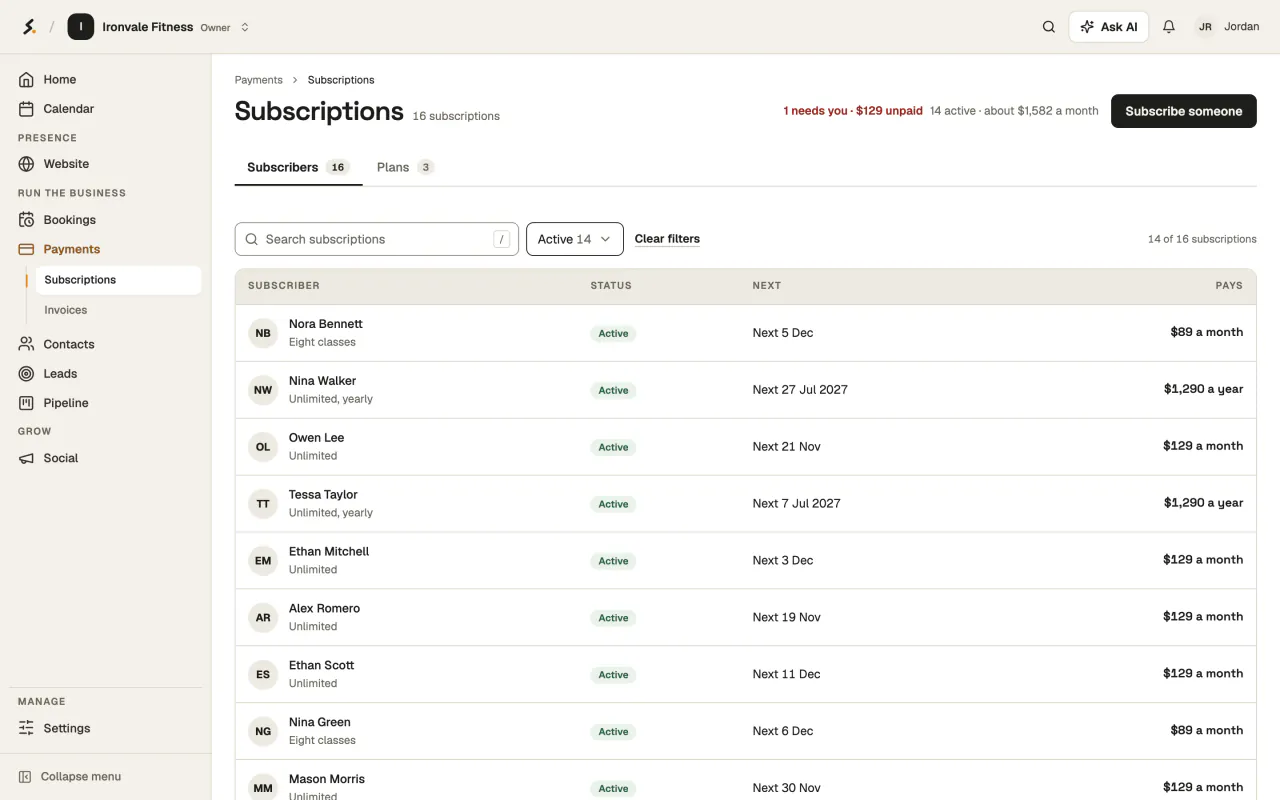 / I Ironvale Fitness Owner
Ask AI JR Jordan
Home
Calendar
PRESENCE
Website
RUN THE BUSINESS
Bookings
Payments
Subscriptions
Invoices
Contacts
Leads
Pipeline
GROW
Social
MANAGE
Settings
Collapse menu
Payments > Subscriptions
Subscriptions 16 subscriptions
1 needs you · $129 unpaid 14 active · about $1,582 a month
Subscribe someone
Subscribers 16 Plans 3
Search subscriptions / Active 14 Clear filters 14 of 16 subscriptions
SUBSCRIBER STATUS NEXT PAYS
NB Nora Bennett Active Next 5 Dec $89 a month
Eight classes
NW Nina Walker Active Next 27 Jul 2027 $1,290 a year
Unlimited, yearly
OL Owen Lee Active Next 21 Nov $129 a month
Unlimited
TT Tessa Taylor Active Next 7 Jul 2027 $1,290 a year
Unlimited, yearly
EM Ethan Mitchell Active Next 3 Dec $129 a month
Unlimited
AR Alex Romero Active Next 19 Nov $129 a month
Unlimited
ES Ethan Scott Active Next 11 Dec $129 a month
Unlimited
NG Nina Green Active Next 6 Dec $89 a month
Eight classes
MM Mason Morris Active Next 30 Nov $129 a month
Unlimited